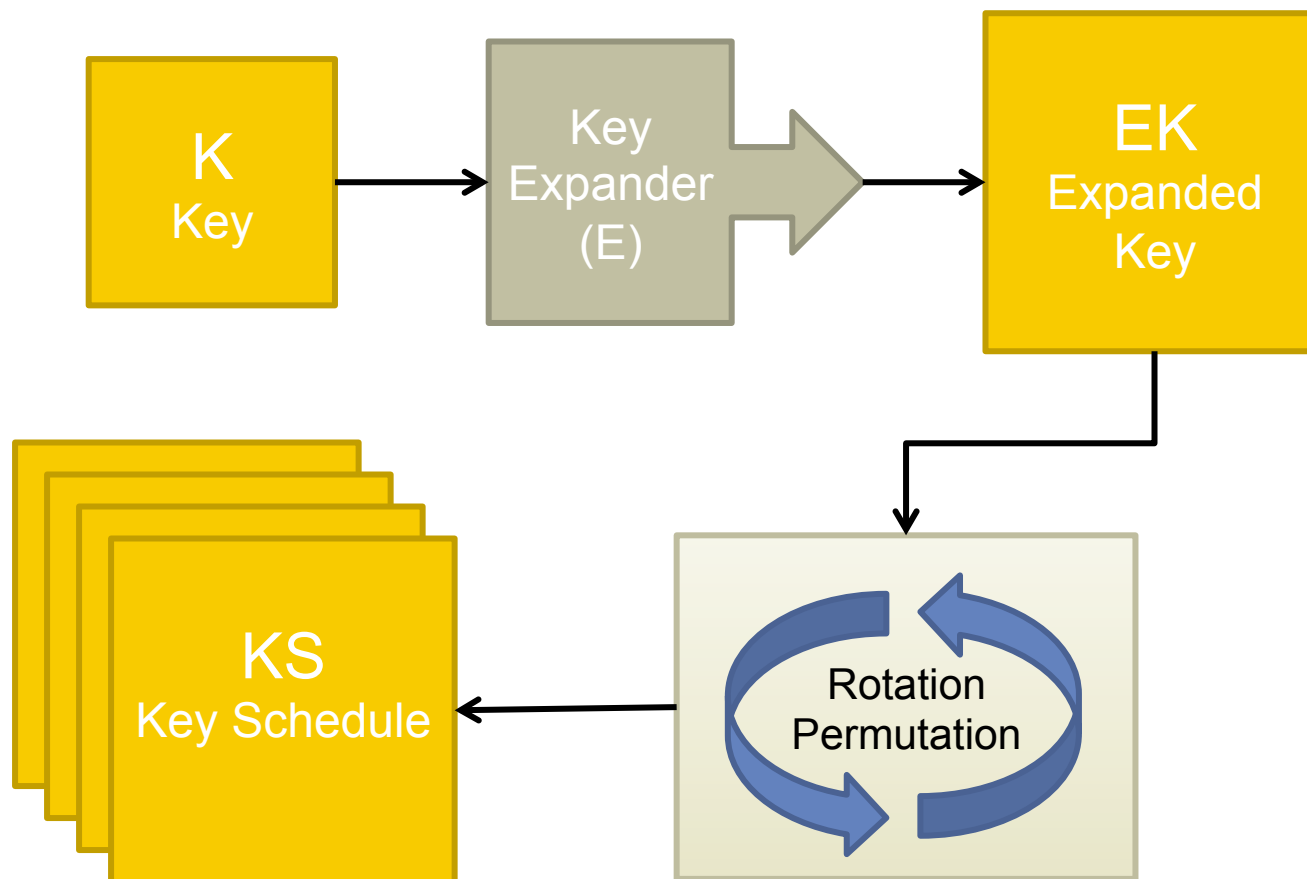 K
Key
Key
Expander
(E)
EK
Expanded
Key
Rotation
Permutation
KS
Key Schedule